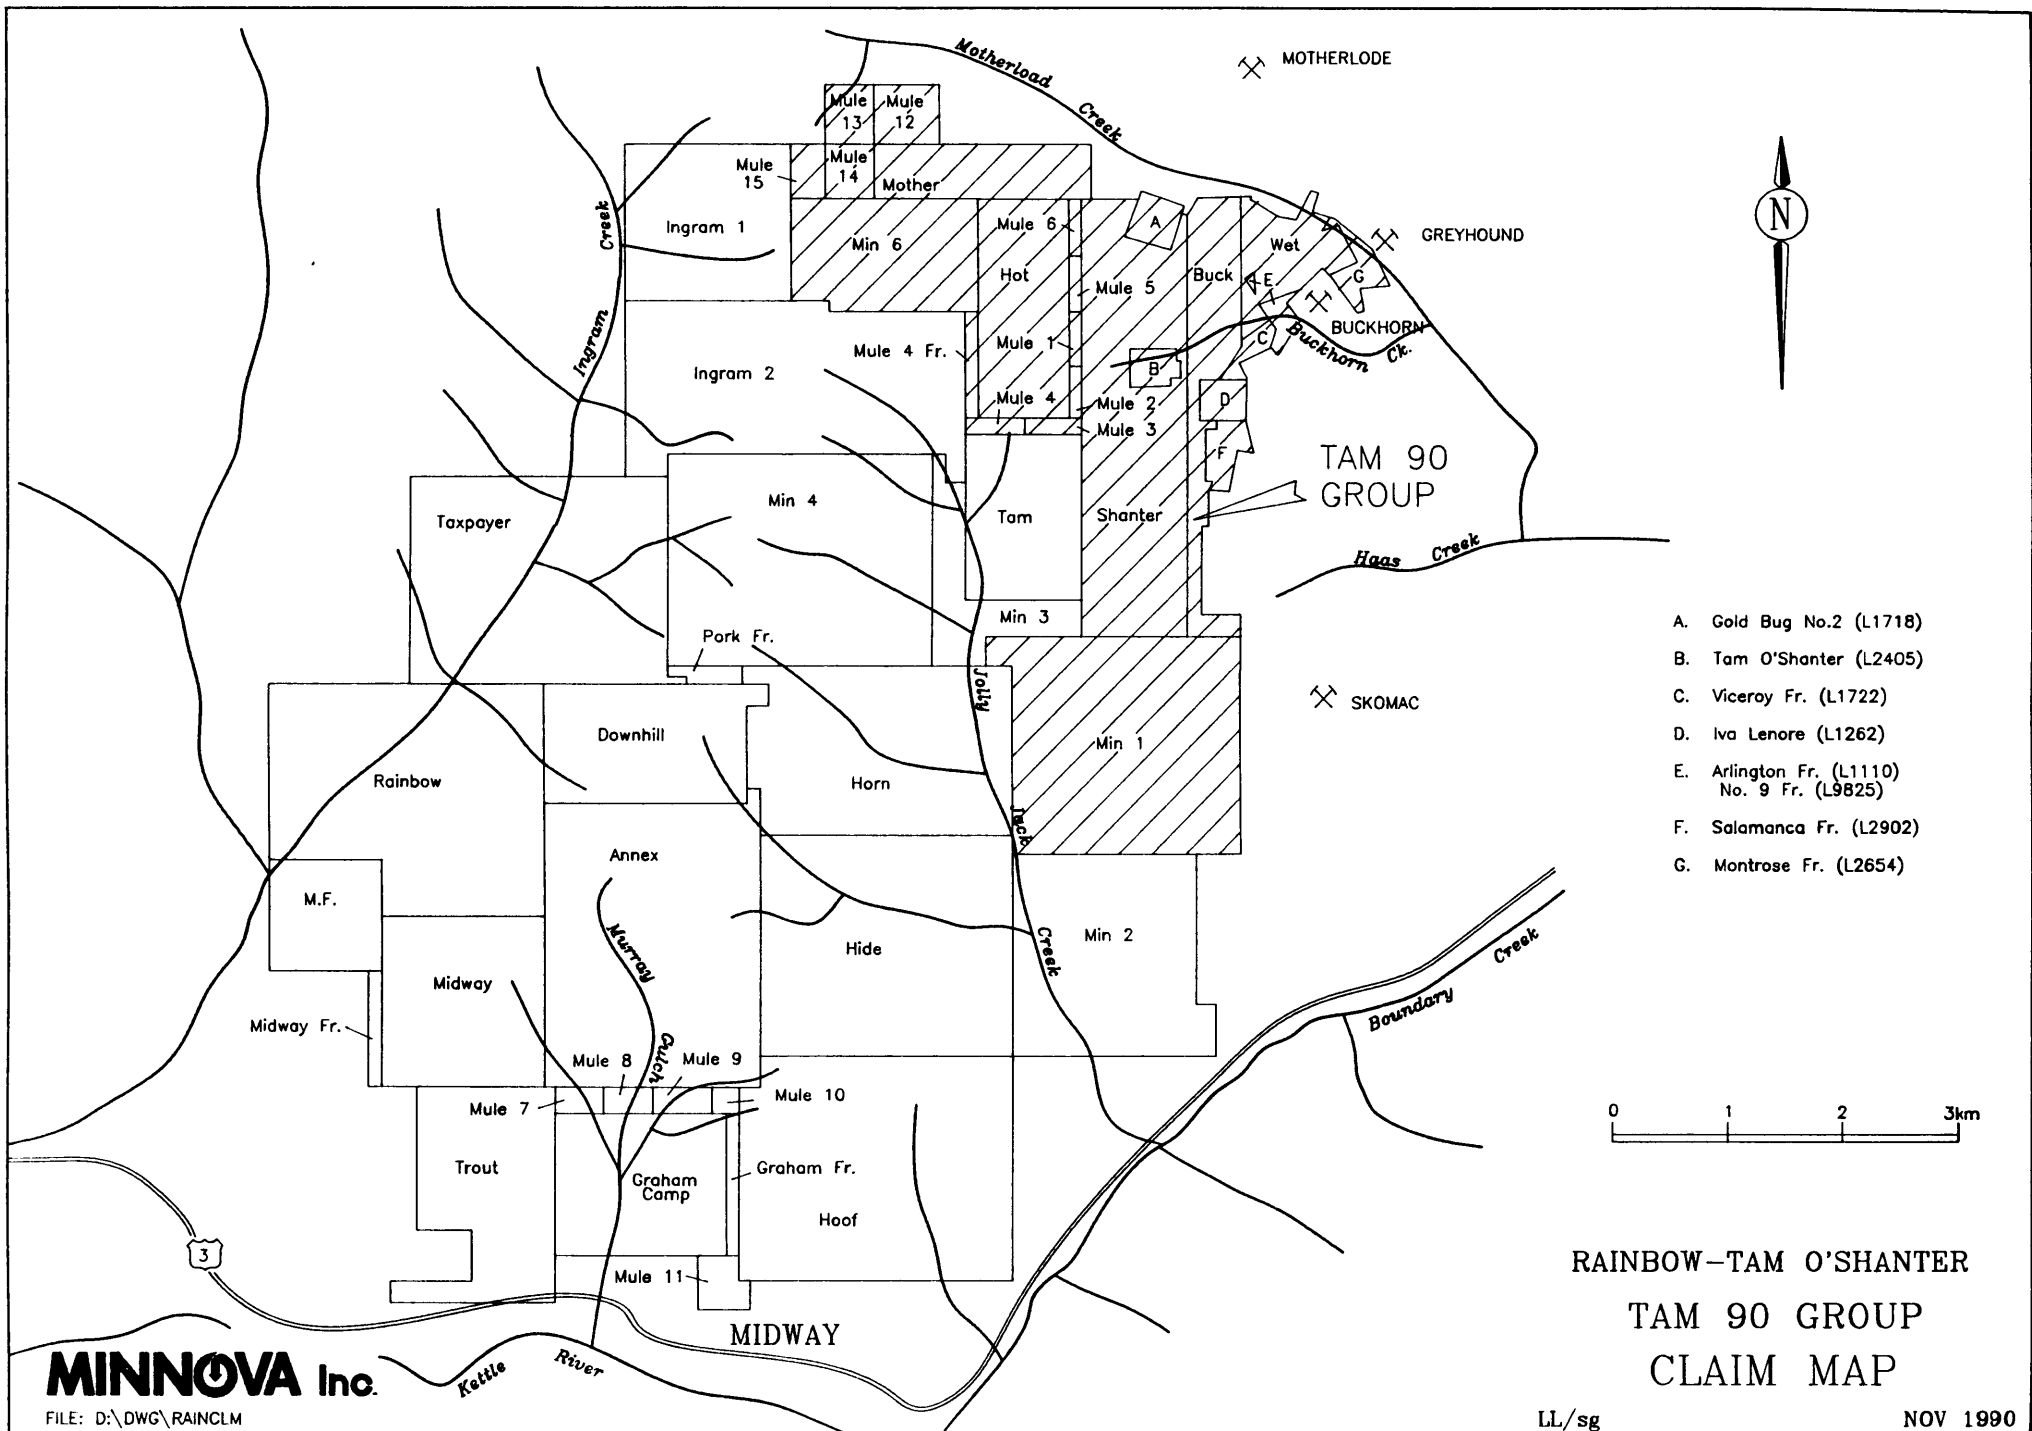 Motherload
Creek
MOTHERLODE
Mule
13
Mule
12
Mule
14
Mule
15
Mother
Ingram 1
Min 6
Mule 6
Hot
Mule 5
A
Buck
Wet
E
G
GREYHOUND
BUCKHORN
Buckhorn Ck.
C
N
Ingram
Creek
Mule 4 Fr.
Mule 1
Ingram 2
B
Mule 2
Mule 4
Mule 3
D
F
TAM 90
GROUP
Taxpayer
Min 4
Tam
Shanter
Haas Creek
Min 3
Pork Fr.
Jolly
Jack
Creek
SKOMAC
Downhill
Rainbow
Horn
Min 1
Annex
M.F.
Murray
Gulch
Hide
Min 2
Midway
Midway Fr.
Boundary
Creek
Mule 8
Mule 9
Mule 7
Mule 10
Trout
Graham
Camp
Graham Fr.
Hoof
Mule 11
3
MIDWAY
Kettle River
A. Gold Bug No.2 (L1718)
B. Tam O'Shanter (L2405)
C. Viceroy Fr. (L1722)
D. Iva Lenore (L1262)
E. Arlington Fr. (L1110)
No. 9 Fr. (L9825)
F. Salamanca Fr. (L2902)
G. Montrose Fr. (L2654)
0 1 2 3km
RAINBOW–TAM O'SHANTER
TAM 90 GROUP
CLAIM MAP
LL/sg NOV 1990
MINNOVA Inc.
FILE: D:\DWG\RAINCLM